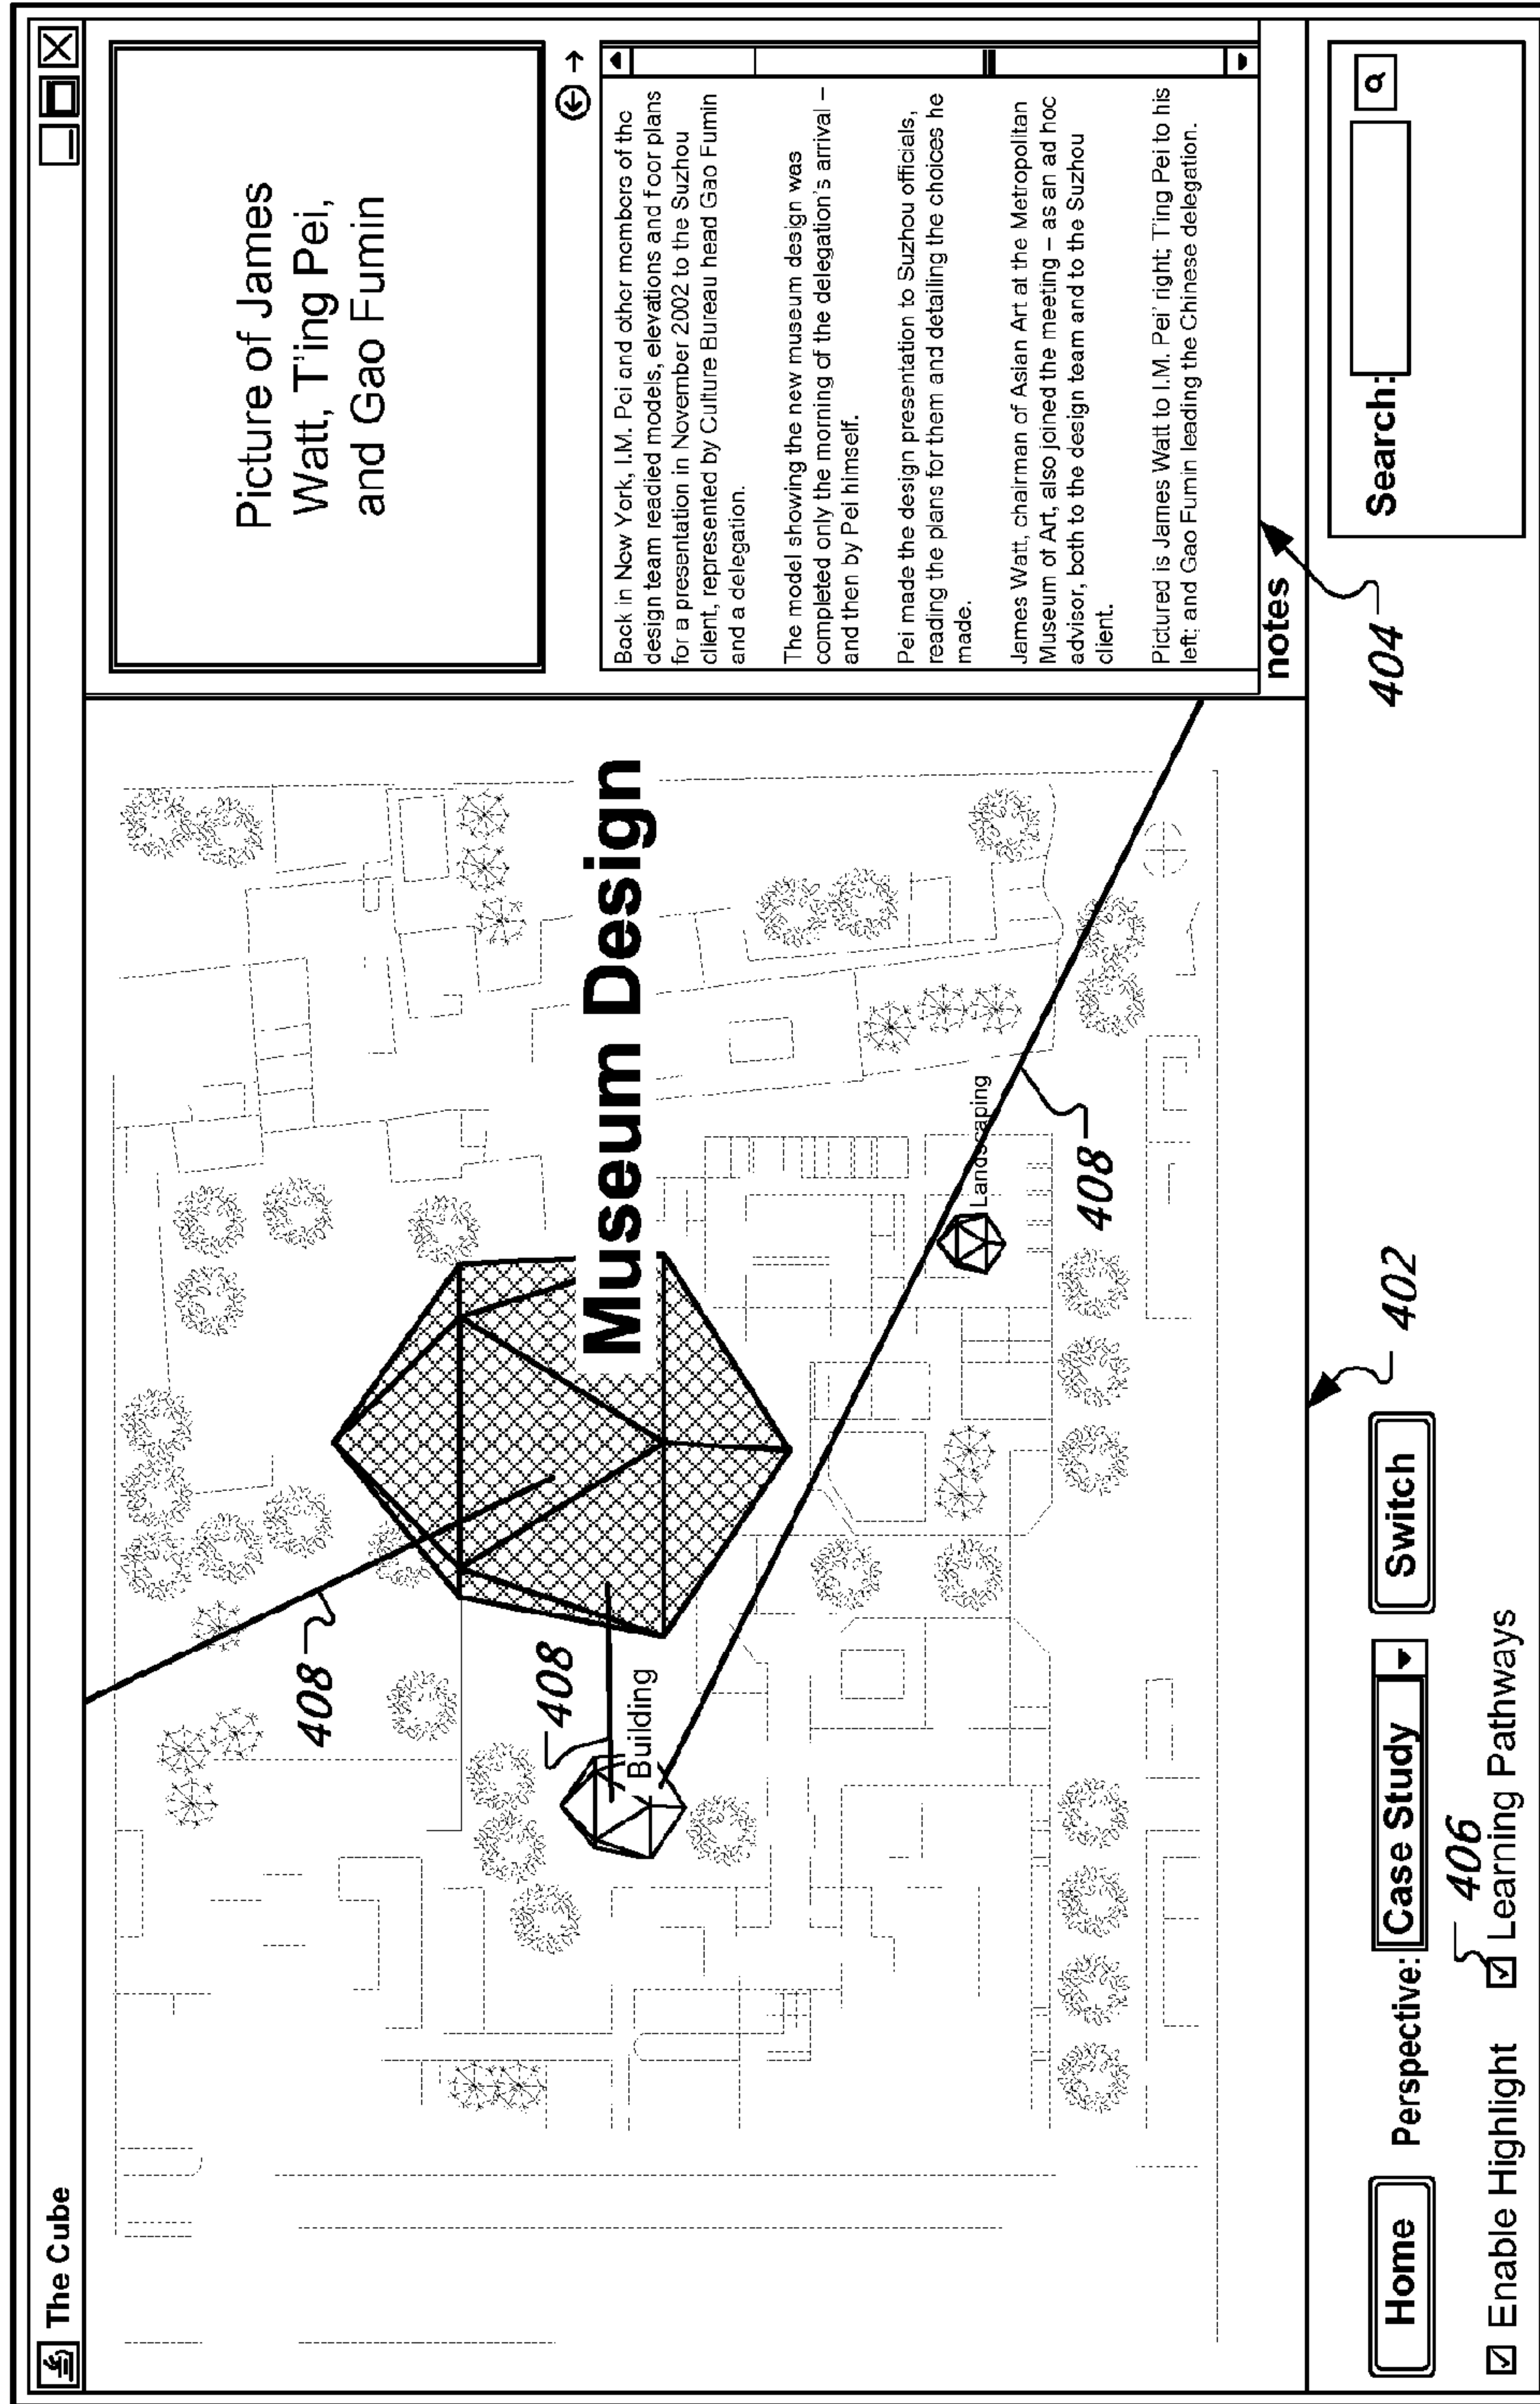 The Cube
Museum Design
408
408
Building
Landscaping
408
Picture of James
Watt, T'ing Pei,
and Gao Fumin
Back in New York, I.M. Pei and other members of the
design team readied models, elevations and foor plans
for a presentation in November 2002 to the Suzhou
client, represented by Culture Bureau head Gao Fumin
and a delegation.
The model showing the new museum design was
completed only the morning of the delegation's arrival –
and then by Pei himself.
Pei made the design presentation to Suzhou officials,
reading the plans for them and detailing the choices he
made.
James Watt, chairman of Asian Art at the Metropolitan
Museum of Art, also joined the meeting – as an ad hoc
advisor, both to the design team and to the Suzhou
client.
Pictured is James Watt to I.M. Pei' right; T'ing Pei to his
left; and Gao Fumin leading the Chinese delegation.
notes
404
402
Home Perspective: Case Study Switch
Search:
406
Enable Highlight Learning Pathways